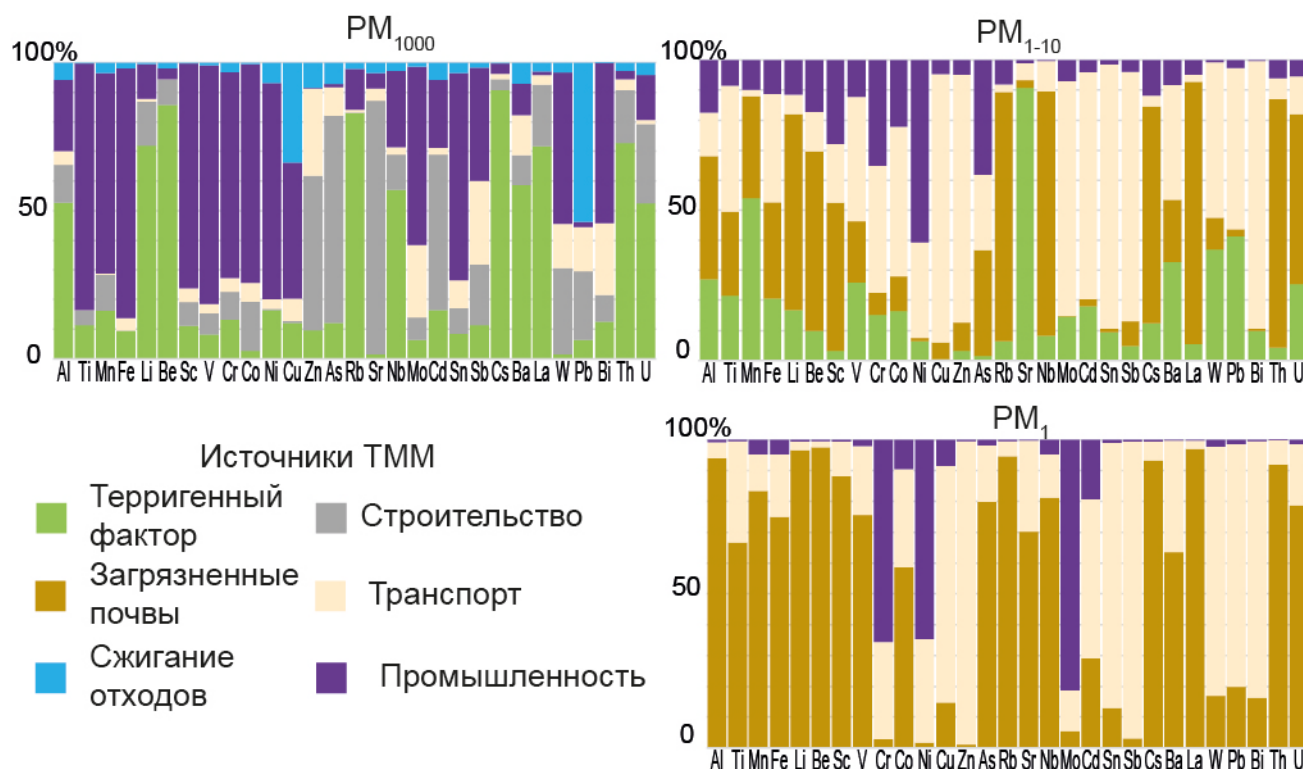 PM1000
100%
50
0
Al Ti Mn Fe Li Be Sc V Cr Co Ni Cu Zn As Rb Sr Nb Mo Cd Sn Sb Cs Ba La W Pb Bi Th U
PM1-10
100%
50
0
Al Ti Mn Fe Li Be Sc V Cr Co Ni Cu Zn As Rb Sr Nb Mo Cd Sn Sb Cs Ba La W Pb Bi Th U
Источники ТММ
Терригенный
фактор
Загрязненные
почвы
Сжигание
отходов
Строительство
Транспорт
Промышленность
PM1
100%
50
0
Al Ti Mn Fe Li Be Sc V Cr Co Ni Cu Zn As Rb Sr Nb Mo Cd Sn Sb Cs Ba La W Pb Bi Th U